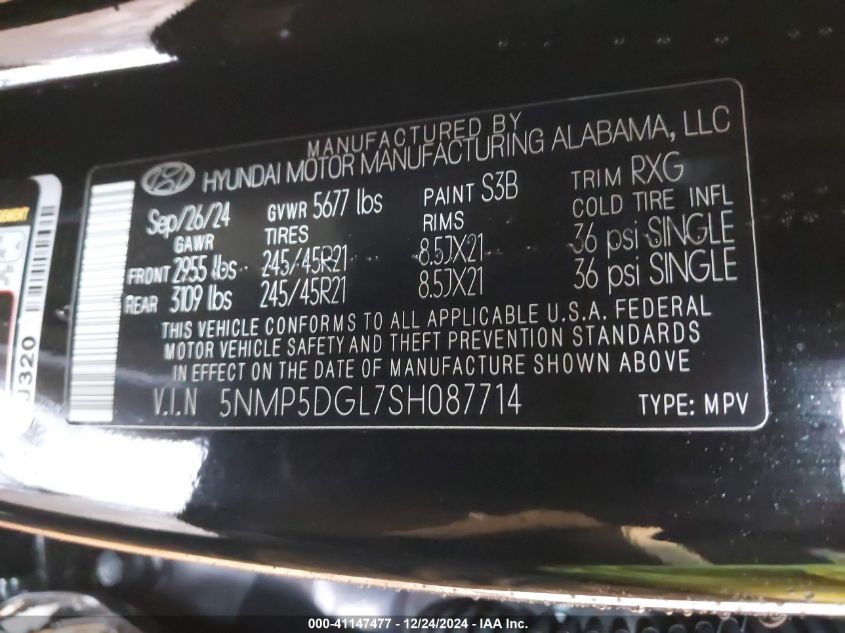 MANUFACTURED BY
HYUNDAI MOTOR MANUFACTURING ALABAMA, LLC
Sep/26/24 GVWR 5677 lbs PAINT S3B TRIM RXG
GAWR TIRES RIMS COLD TIRE INFL
FRONT 2955 lbs 245/45R21 8.5JX21 36 psi SINGLE
REAR 3109 lbs 245/45R21 8.5JX21 36 psi SINGLE
THIS VEHICLE CONFORMS TO ALL APPLICABLE U.S.A. FEDERAL
MOTOR VEHICLE SAFETY AND THEFT PREVENTION STANDARDS
IN EFFECT ON THE DATE OF MANUFACTURE SHOWN ABOVE
V.I.N 5NMP5DGL7SH087714 TYPE: MPV
000-41147477 - 12/24/2024 - IAA Inc.